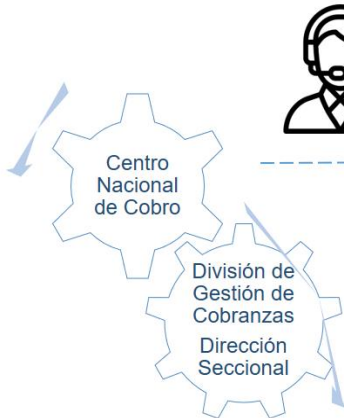 Centro
Nacional
de Cobro
División de
Gestión de
Cobranzas
Dirección
Seccional